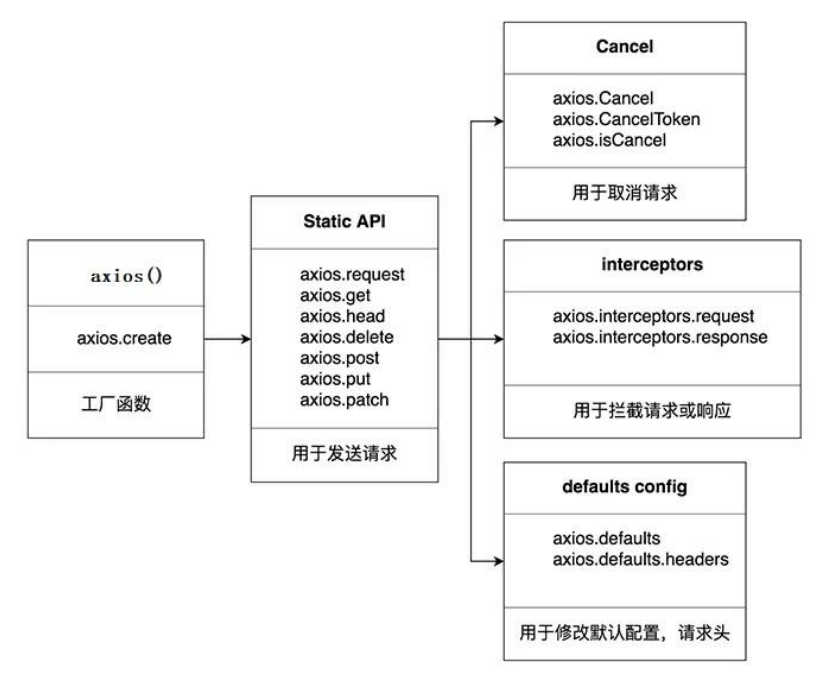 axios()
axios.create
工厂函数
Static API
axios.request
axios.get
axios.head
axios.delete
axios.post
axios.put
axios.patch
用于发送请求
Cancel
axios.Cancel
axios.CancelToken
axios.isCancel
用于取消请求
interceptors
axios.interceptors.request
axios.interceptors.response
用于拦截请求或响应
defaults config
axios.defaults
axios.defaults.headers
用于修改默认配置，请求头